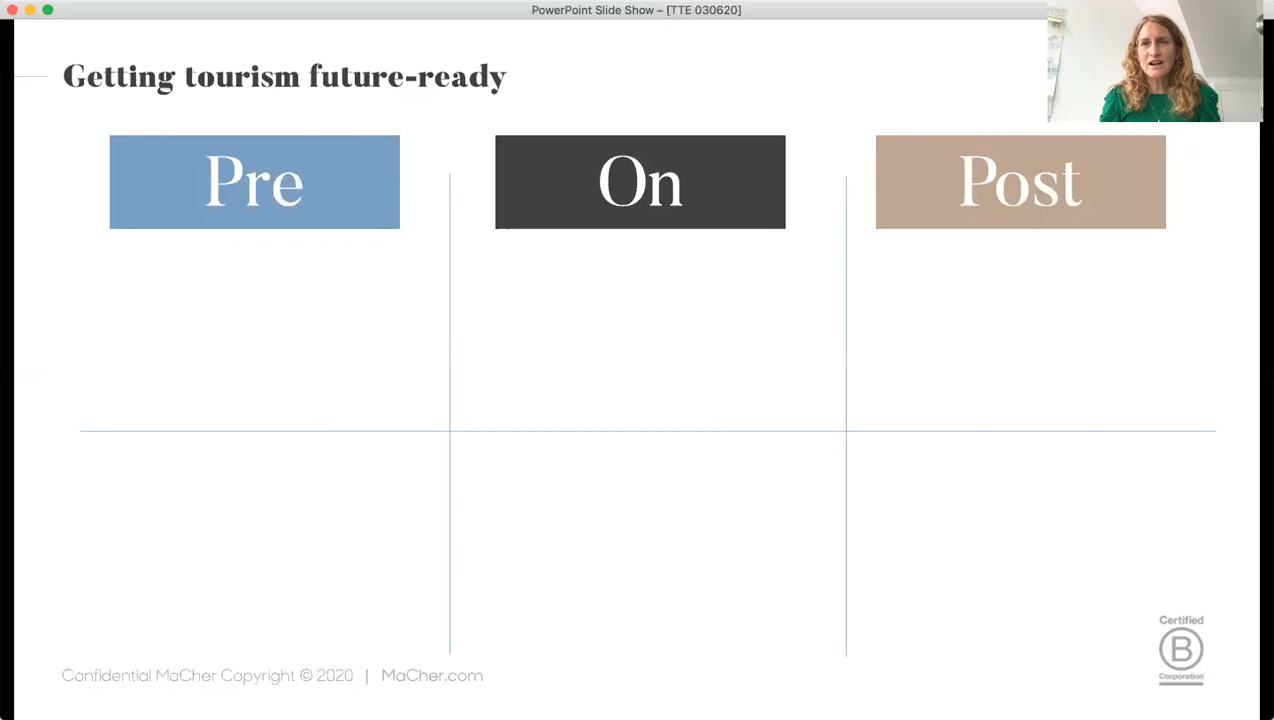 PowerPoint Slide Show – [TTE 030620]
Getting tourism future-ready
Pre
On
Post
Certified
B
Corporation
Confidential MaCher Copyright © 2020 | MaCher.com